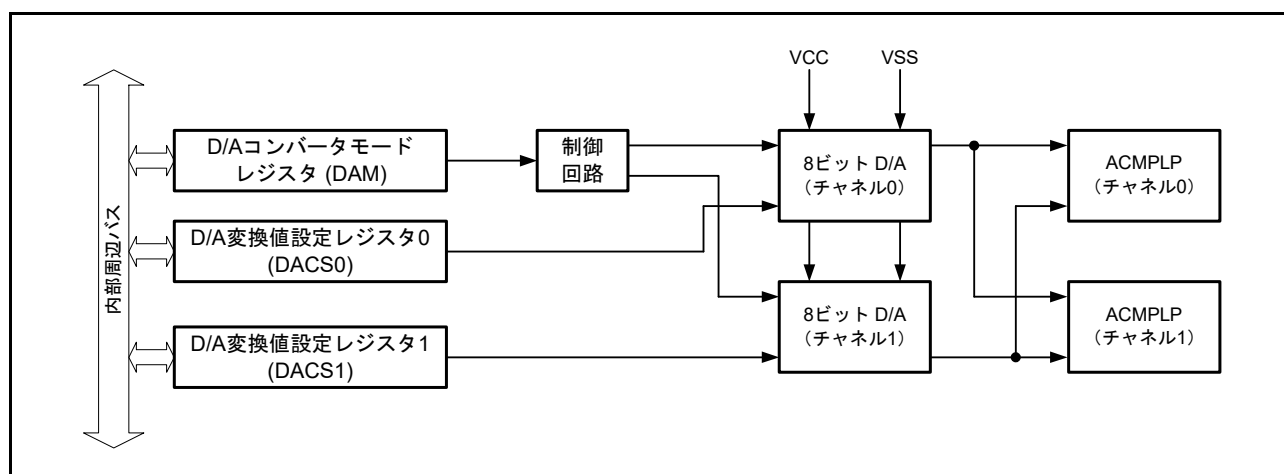 VCC
VSS
内部周辺バス
D/Aコンバータモード
レジスタ (DAM)
制御
回路
8ビット D/A
（チャネル0）
ACMPLP
（チャネル0）
D/A変換値設定レジスタ0
(DACS0)
8ビット D/A
（チャネル1）
ACMPLP
（チャネル1）
D/A変換値設定レジスタ1
(DACS1)